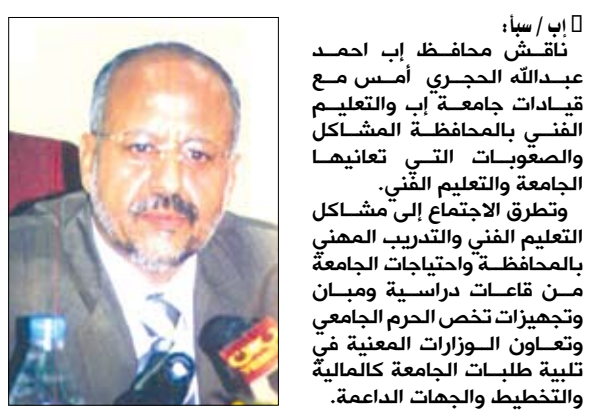 إب / سبأ:
ناقش محافظ إب احمد
عبدالله الحجري أمس مع
قيادات جامعة إب والتعليم
الفني بالمحافظة المشاكل
والصعوبات التي تعانيها
الجامعة والتعليم الفني.
وتطرق الاجتماع إلى مشاكل
التعليم الفني والتدريب المهني
بالمحافظة واحتياجات الجامعة
من قاعات دراسية ومبان
وتجهيزات تخص الحرم الجامعي
وتعاون الوزارات المعنية في
تلبية طلبات الجامعة كالمالية
والتخطيط والجهات الداعمة.